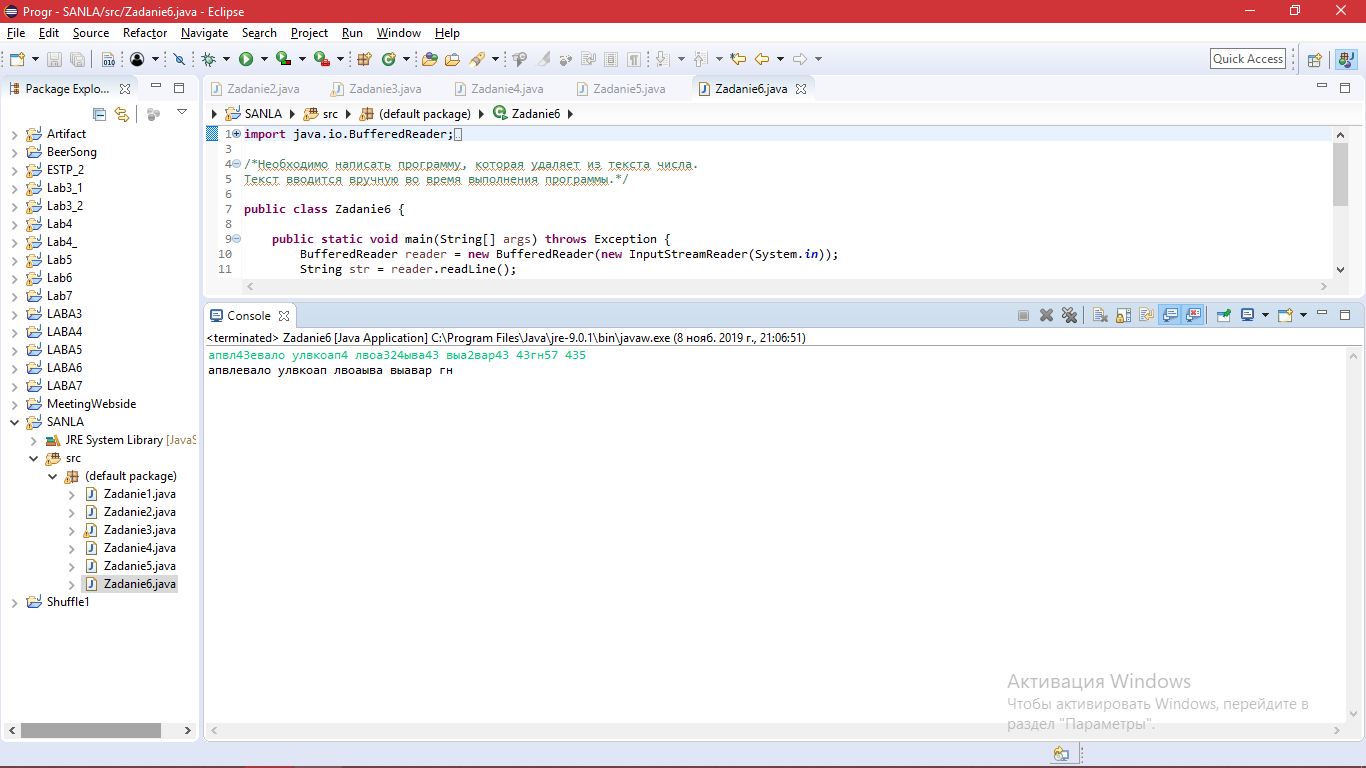 Progr - SANLA/src/Zadanie6.java - Eclipse
File Edit Source Refactor Navigate Search Project Run Window Help
Quick Access
Package Explo...
Artifact
BeerSong
ESTP_2
Lab3_1
Lab3_2
Lab4
Lab4_
Lab5
Lab6
Lab7
LABA3
LABA4
LABA5
LABA6
LABA7
MeetingWebside
SANLA
JRE System Library [JavaS
src
(default package)
Zadanie1.java
Zadanie2.java
Zadanie3.java
Zadanie4.java
Zadanie5.java
Zadanie6.java
Shuffle1
Zadanie2.java Zadanie3.java Zadanie4.java Zadanie5.java Zadanie6.java
SANLA src (default package) Zadanie6
1 import java.io.BufferedReader;
3
4 /*Необходимо написать программу, которая удаляет из текста числа.
5 Текст вводится вручную во время выполнения программы.*/
6
7 public class Zadanie6 {
8
9 public static void main(String[] args) throws Exception {
10 BufferedReader reader = new BufferedReader(new InputStreamReader(System.in));
11 String str = reader.readLine();
Console
<terminated> Zadanie6 [Java Application] C:\Program Files\Java\jre-9.0.1\bin\javaw.exe (8 нояб. 2019 г., 21:06:51)
апвл43евало улвкоап4 лвоа324ыва43 выа2вар43 43гн57 435
апвлевало улвкоап лвоаыва выавар гн
Активация Windows
Чтобы активировать Windows, перейдите в
раздел "Параметры".